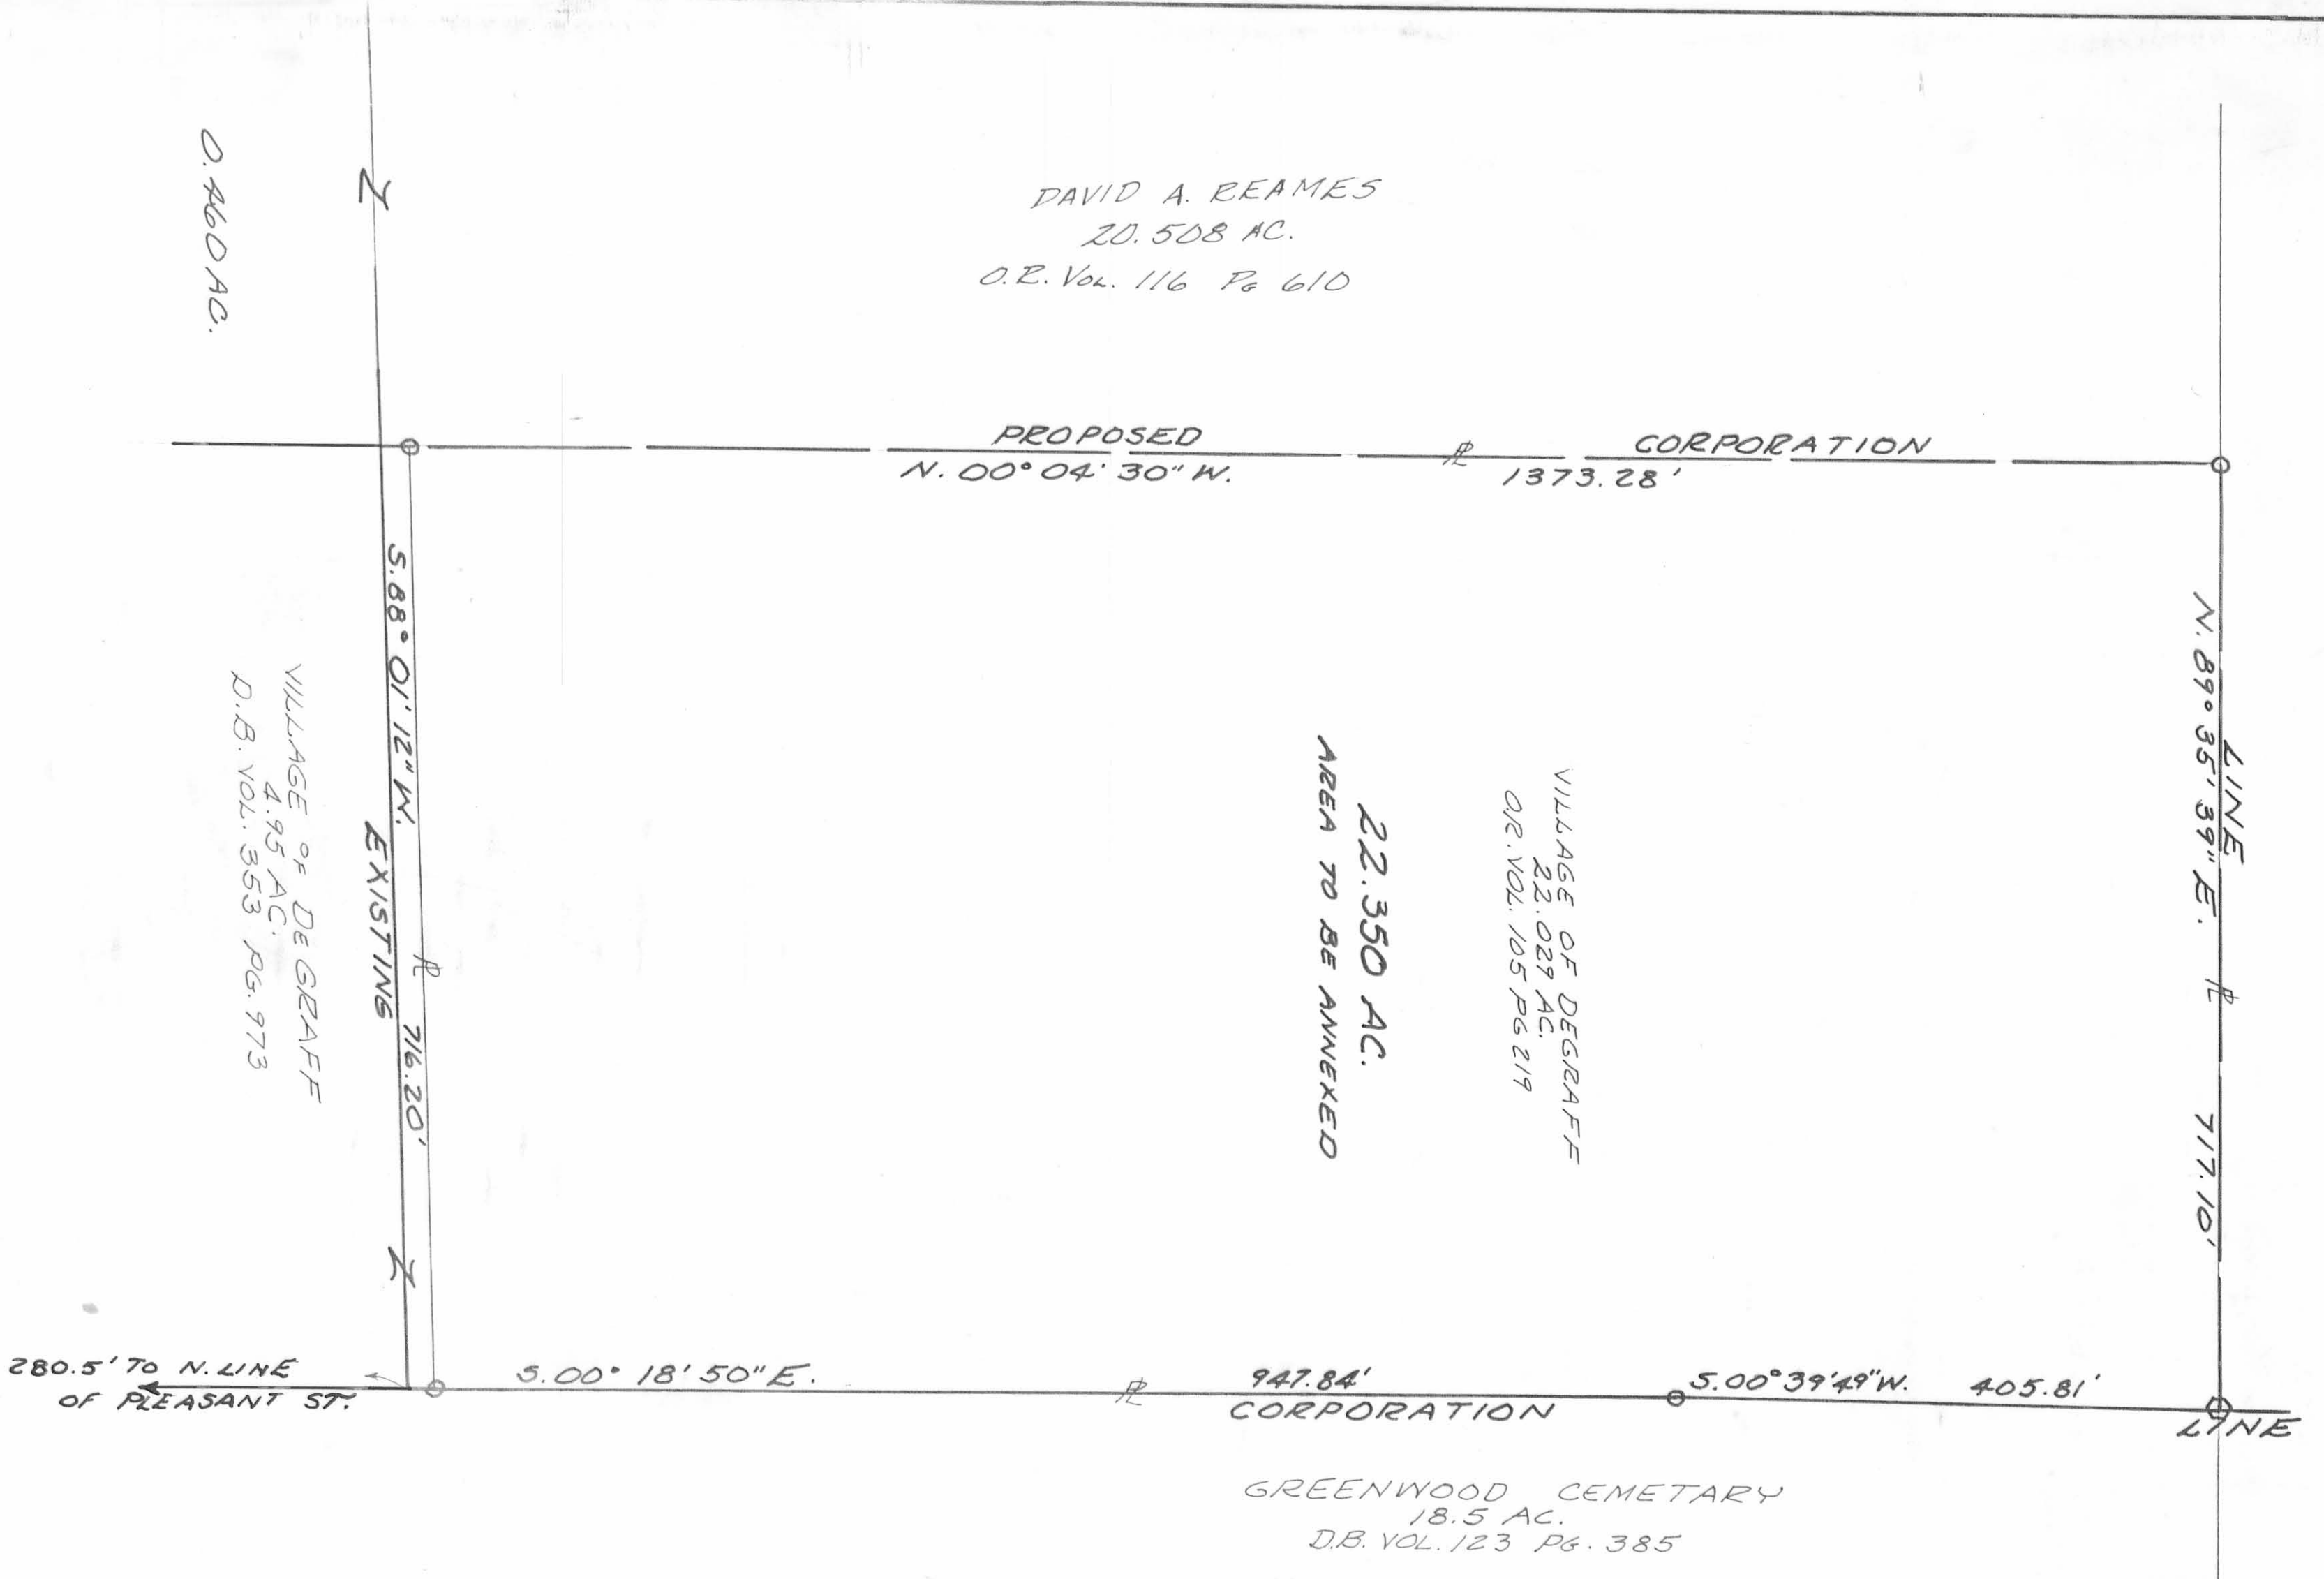 0.460 AC.
DAVID A. REAMES
20.508 AC.
O.R. VOL. 116 PG 610
PROPOSED
CORPORATION
N. 00° 04' 30" W.
1373.28'
S. 88° 01' 12" W.
716.20'
EXISTING
VILLAGE OF DE GRAFF
4.95 AC.
D.B. VOL. 353 PG. 973
VILLAGE OF DEGRAFF
22.029 AC.
O.R. VOL. 105 PG 219
22.350 AC.
AREA TO BE ANNEXED
LINE
N. 89° 35' 39" E.
717.10'
280.5' TO N. LINE
OF PLEASANT ST.
S. 00° 18' 50" E.
947.84'
S. 00° 39' 49" W.
405.81'
CORPORATION
LINE
GREENWOOD CEMETARY
18.5 AC.
D.B. VOL. 123 PG. 385